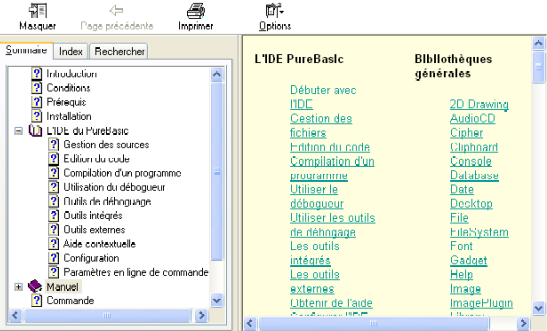 Masquer Page précédente Imprimer Options
Sommaire Index Rechercher
Introduction
Conditions
Prérequis
Installation
L'IDE du PureBasic
Gestion des sources
Edition du code
Compilation d'un programme
Utilisation du débogueur
Outils de déboguage
Outils intégrés
Outils externes
Aide contextuelle
Configuration
Paramètres en ligne de commande
Manuel
Commande
L'IDE PureBasic
Débuter avec
l'IDE
Gestion des
fichiers
Edition du code
Compilation d'un
programme
Utiliser le
débogueur
Utiliser les outils
de débogage
Les outils
intégrés
Les outils
externes
Obtenir de l'aide
Configurer l'IDE
Bibliothèques
générales
2D Drawing
AudioCD
Cipher
Clipboard
Console
Database
Date
Desktop
File
FileSystem
Font
Gadget
Help
Image
ImagePlugin
Library